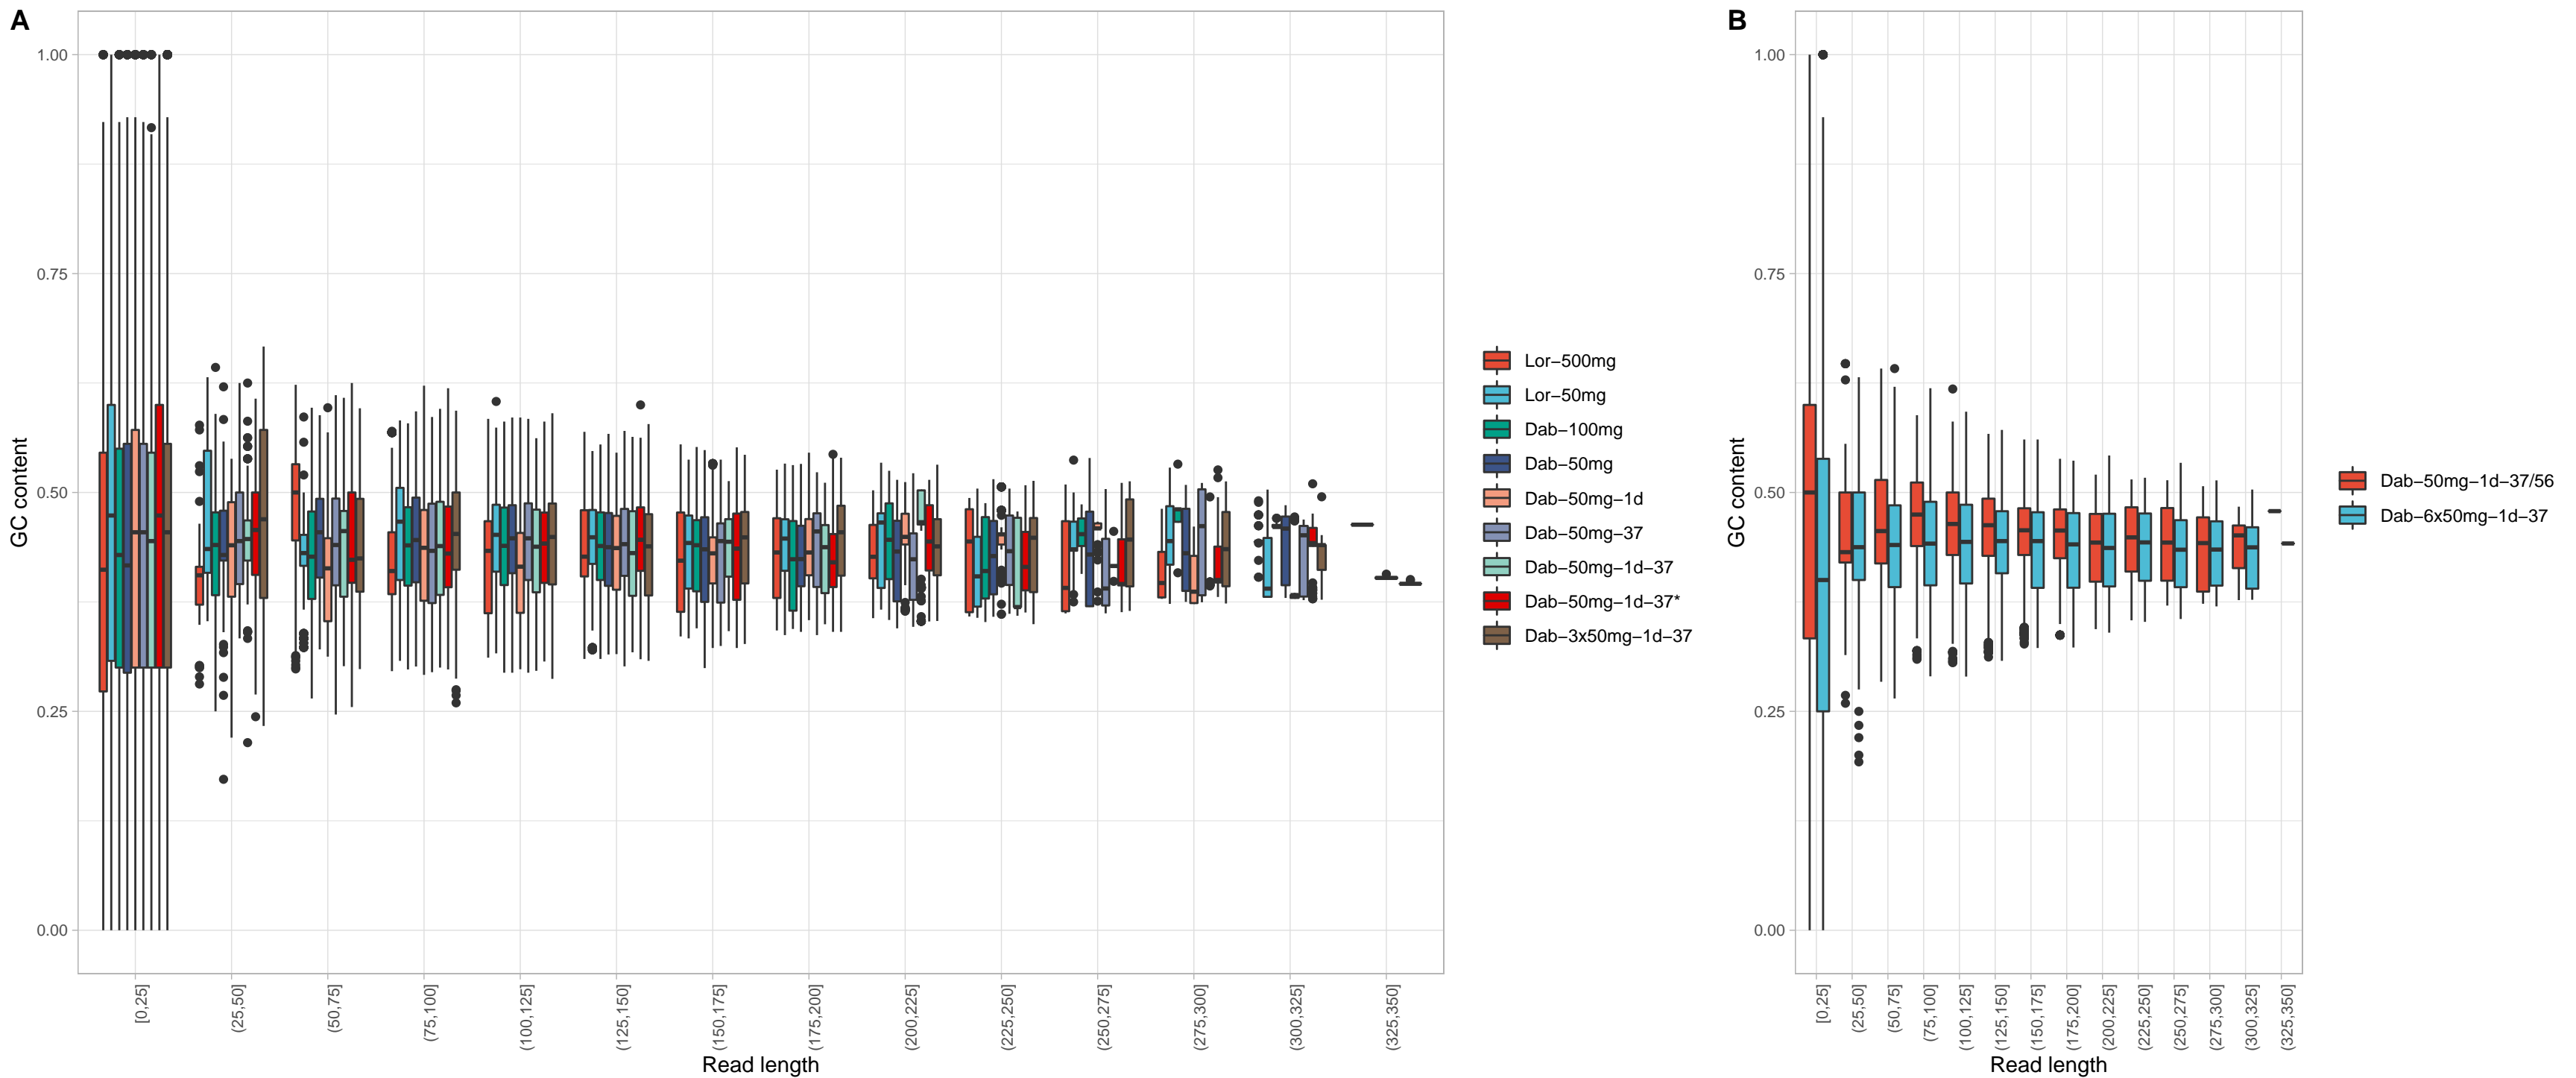 A
GC content
1.00
0.75
0.50
0.25
0.00
[0,25]
(25,50]
(50,75]
(75,100]
(100,125]
(125,150]
(150,175]
(175,200]
(200,225]
(225,250]
(250,275]
(275,300]
(300,325]
(325,350]
Read length
Lor−500mg
Lor−50mg
Dab−100mg
Dab−50mg
Dab−50mg−1d
Dab−50mg−37
Dab−50mg−1d−37
Dab−50mg−1d−37*
Dab−3x50mg−1d−37
B
GC content
1.00
0.75
0.50
0.25
0.00
[0,25]
(25,50]
(50,75]
(75,100]
(100,125]
(125,150]
(150,175]
(175,200]
(200,225]
(225,250]
(250,275]
(275,300]
(300,325]
(325,350]
Read length
Dab−50mg−1d−37/56
Dab−6x50mg−1d−37